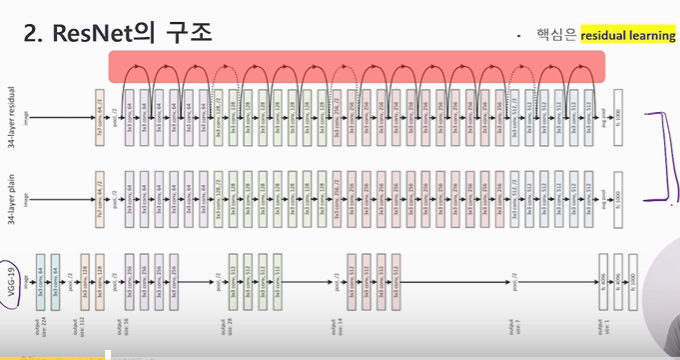 2. ResNet의 구조
• 핵심은 residual learning
34-layer residual
image
7x7 conv, 64, /2
pool, /2
3x3 conv, 64
3x3 conv, 64
3x3 conv, 64
3x3 conv, 64
3x3 conv, 64
3x3 conv, 64
3x3 conv, 128, /2
3x3 conv, 128
3x3 conv, 128
3x3 conv, 128
3x3 conv, 128
3x3 conv, 128
3x3 conv, 128
3x3 conv, 128
3x3 conv, 256, /2
3x3 conv, 256
3x3 conv, 256
3x3 conv, 256
3x3 conv, 256
3x3 conv, 256
3x3 conv, 256
3x3 conv, 256
3x3 conv, 256
3x3 conv, 256
3x3 conv, 256
3x3 conv, 256
3x3 conv, 512, /2
3x3 conv, 512
3x3 conv, 512
3x3 conv, 512
3x3 conv, 512
3x3 conv, 512
avg pool
fc 1000
34-layer plain
image
7x7 conv, 64, /2
pool, /2
3x3 conv, 64
3x3 conv, 64
3x3 conv, 64
3x3 conv, 64
3x3 conv, 64
3x3 conv, 64
3x3 conv, 128, /2
3x3 conv, 128
3x3 conv, 128
3x3 conv, 128
3x3 conv, 128
3x3 conv, 128
3x3 conv, 128
3x3 conv, 128
3x3 conv, 256, /2
3x3 conv, 256
3x3 conv, 256
3x3 conv, 256
3x3 conv, 256
3x3 conv, 256
3x3 conv, 256
3x3 conv, 256
3x3 conv, 256
3x3 conv, 256
3x3 conv, 256
3x3 conv, 256
3x3 conv, 512, /2
3x3 conv, 512
3x3 conv, 512
3x3 conv, 512
3x3 conv, 512
3x3 conv, 512
avg pool
fc 1000
VGG-19
image
3x3 conv, 64
3x3 conv, 64
pool, /2
3x3 conv, 128
3x3 conv, 128
pool, /2
3x3 conv, 256
3x3 conv, 256
3x3 conv, 256
3x3 conv, 256
pool, /2
3x3 conv, 512
3x3 conv, 512
3x3 conv, 512
3x3 conv, 512
pool, /2
3x3 conv, 512
3x3 conv, 512
3x3 conv, 512
3x3 conv, 512
pool, /2
fc 4096
fc 4096
fc 1000
output
size: 224
output
size: 112
output
size: 56
output
size: 28
output
size: 14
output
size: 7
output
size: 1